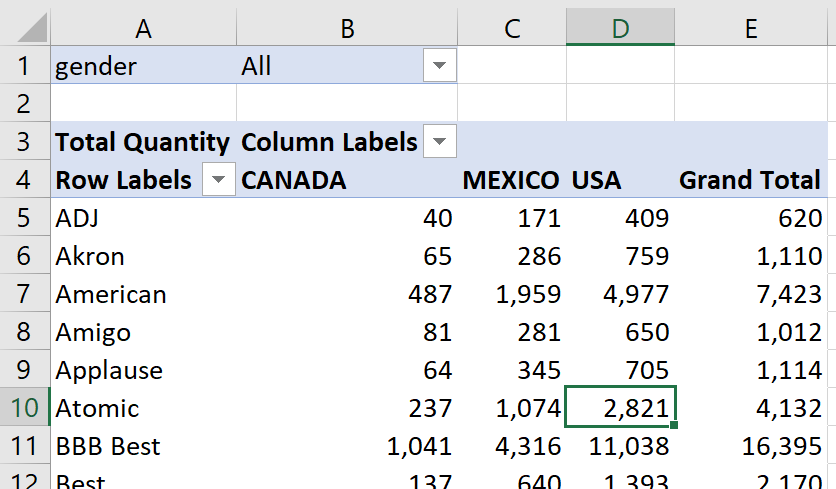 A B C D E
1 gender All
2
3 Total Quantity Column Labels
4 Row Labels CANADA MEXICO USA Grand Total
5 ADJ 40 171 409 620
6 Akron 65 286 759 1,110
7 American 487 1,959 4,977 7,423
8 Amigo 81 281 650 1,012
9 Applause 64 345 705 1,114
10 Atomic 237 1,074 2,821 4,132
11 BBB Best 1,041 4,316 11,038 16,395
12 Best 137 640 1,393 2,170